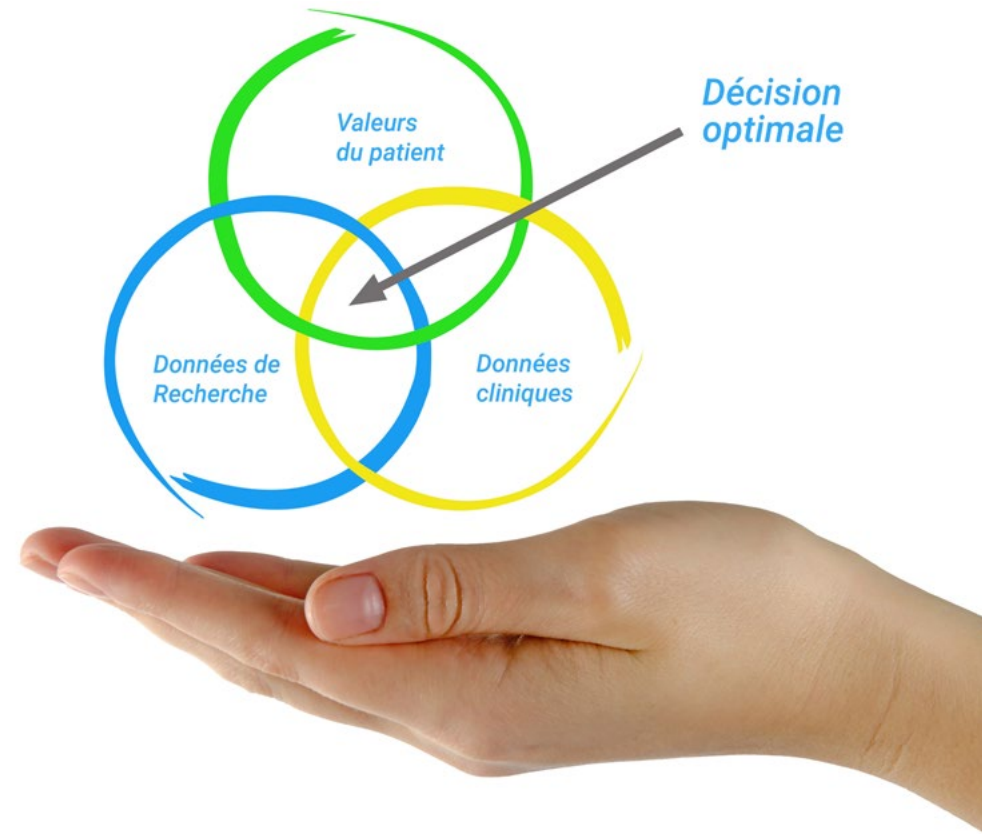 Valeurs
du patient
Décision
optimale
Données de
Recherche
Données
cliniques